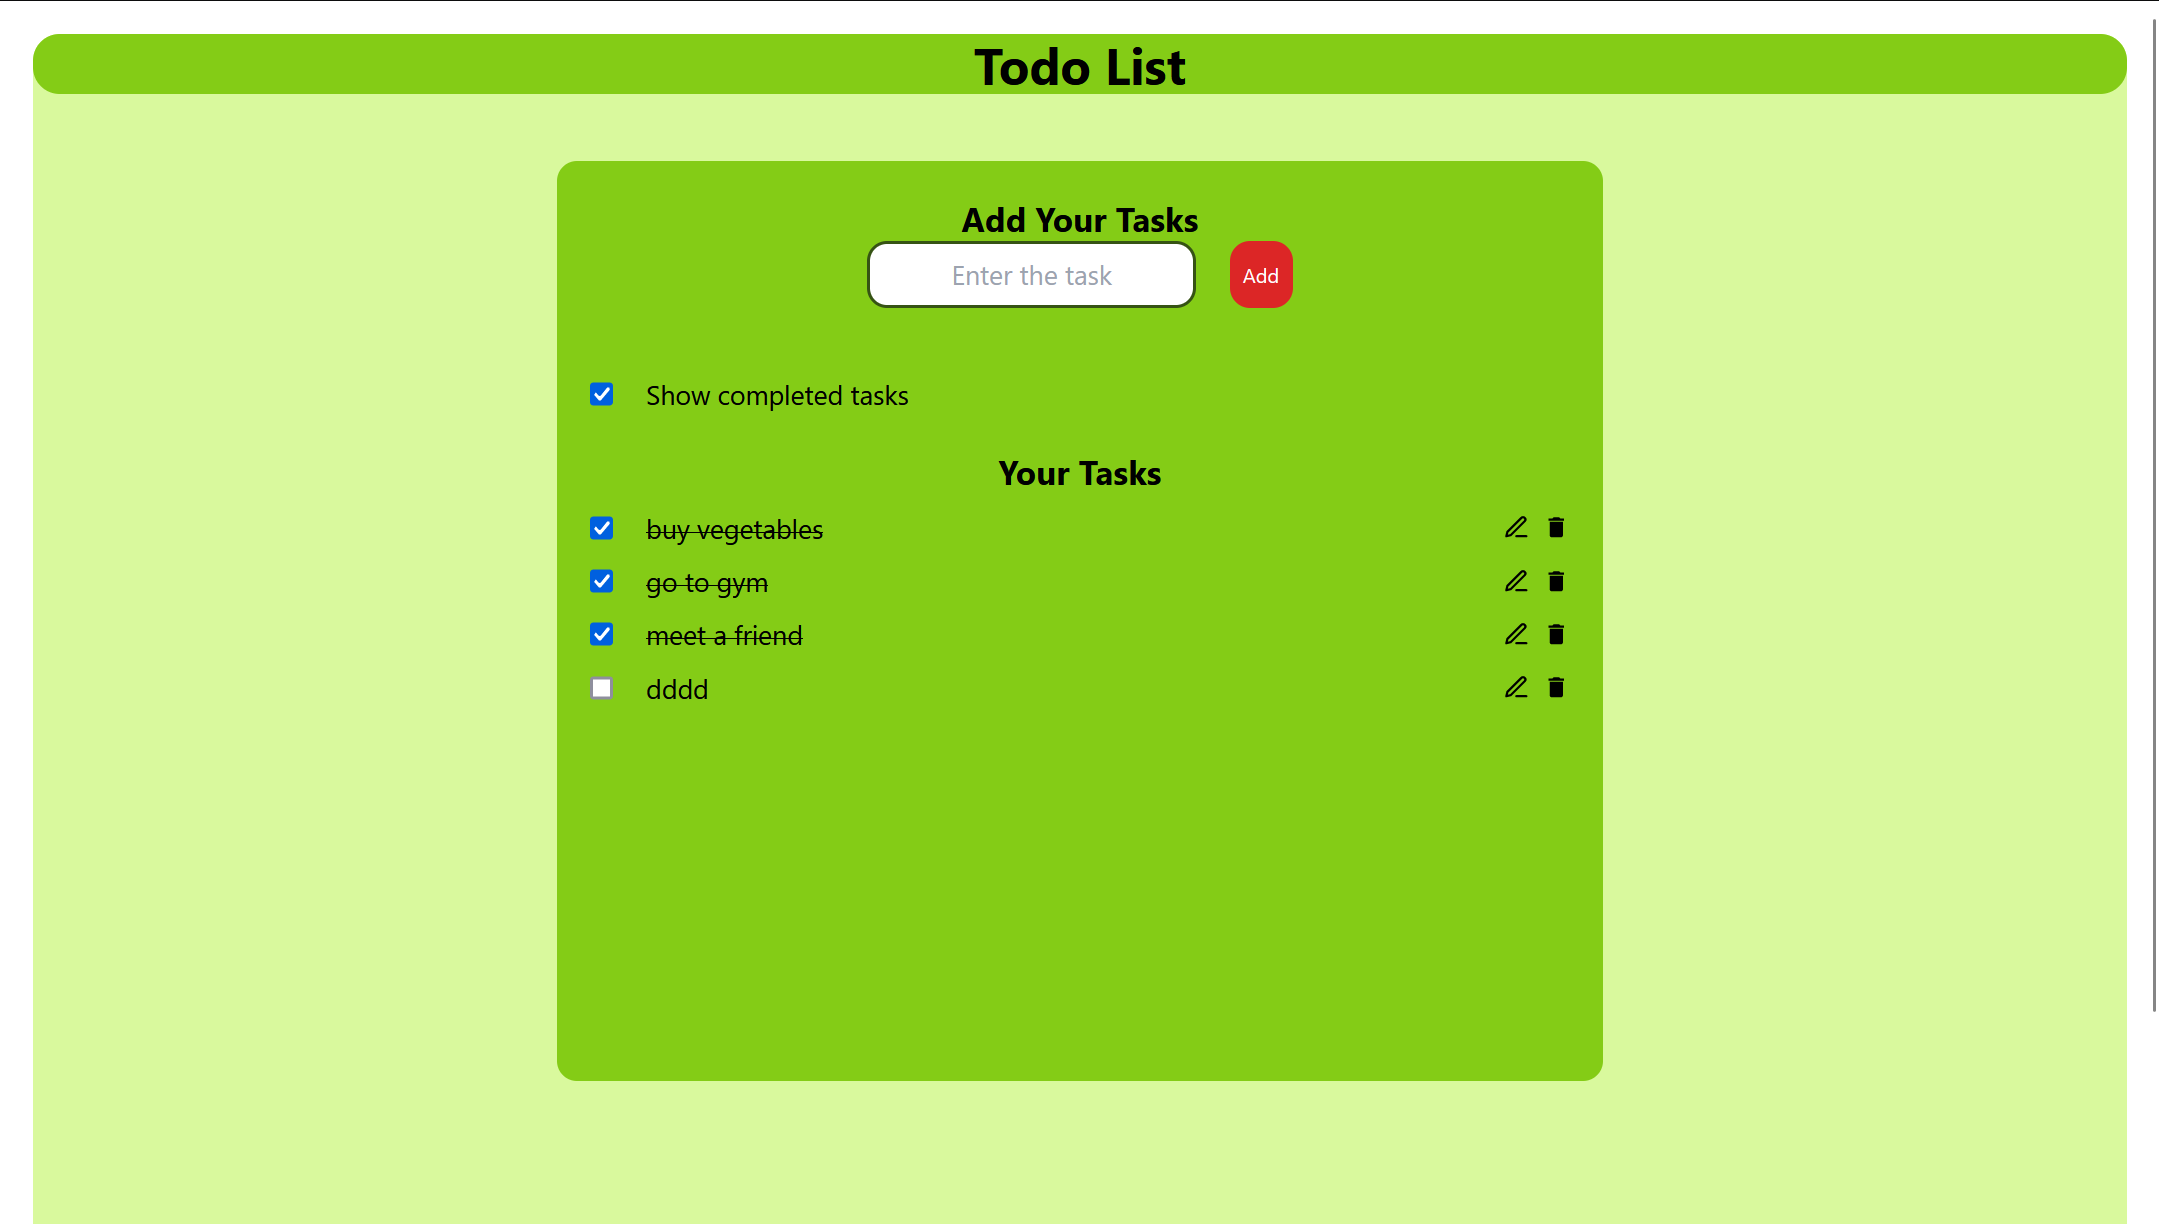 Todo List
Add Your Tasks
Enter the task Add
Show completed tasks
Your Tasks
buy vegetables
go to gym
meet a friend
dddd